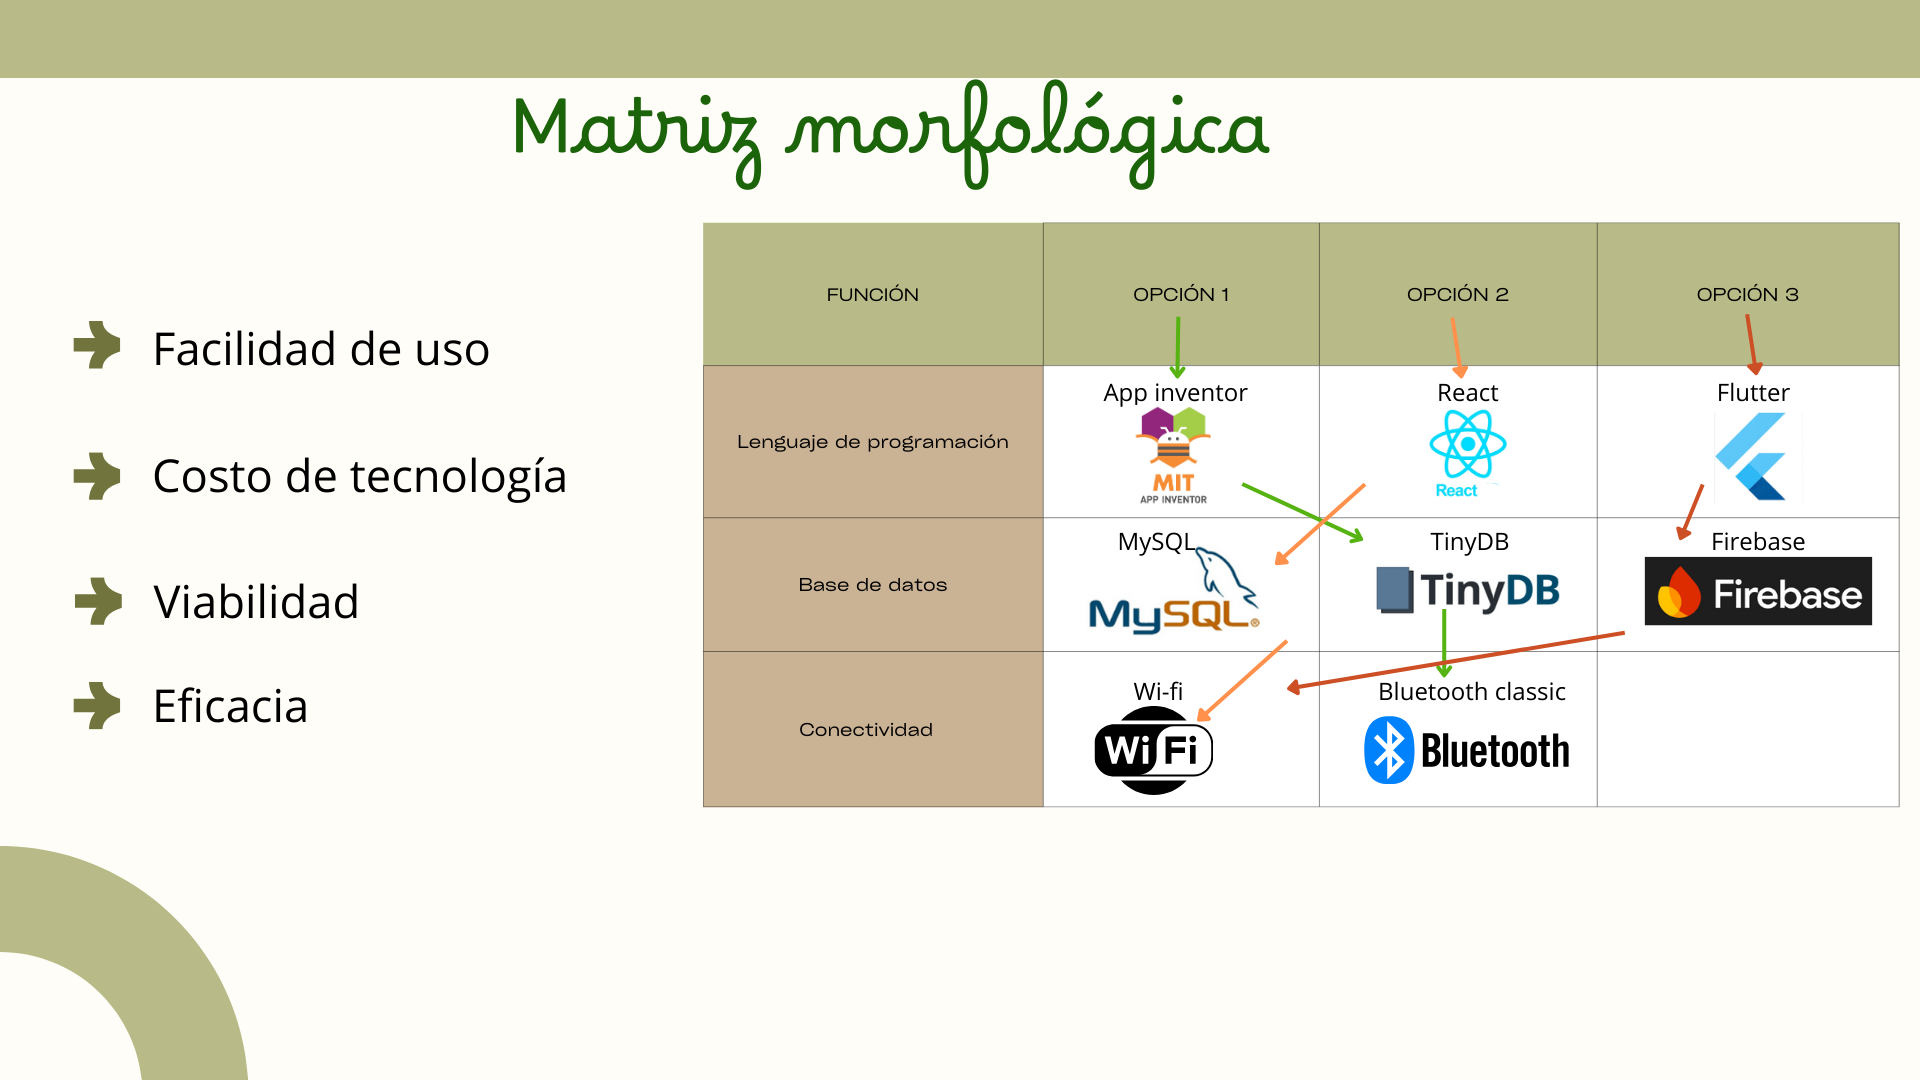 Matriz morfológica
Facilidad de uso
Costo de tecnología
Viabilidad
Eficacia
FUNCIÓN
OPCIÓN 1
OPCIÓN 2
OPCIÓN 3
Lenguaje de programación
App inventor
MIT
APP INVENTOR
React
React
Flutter
Base de datos
MySQL
MySQL®
TinyDB
TinyDB
Firebase
Firebase
Conectividad
Wi-fi
Wi Fi
Bluetooth classic
Bluetooth